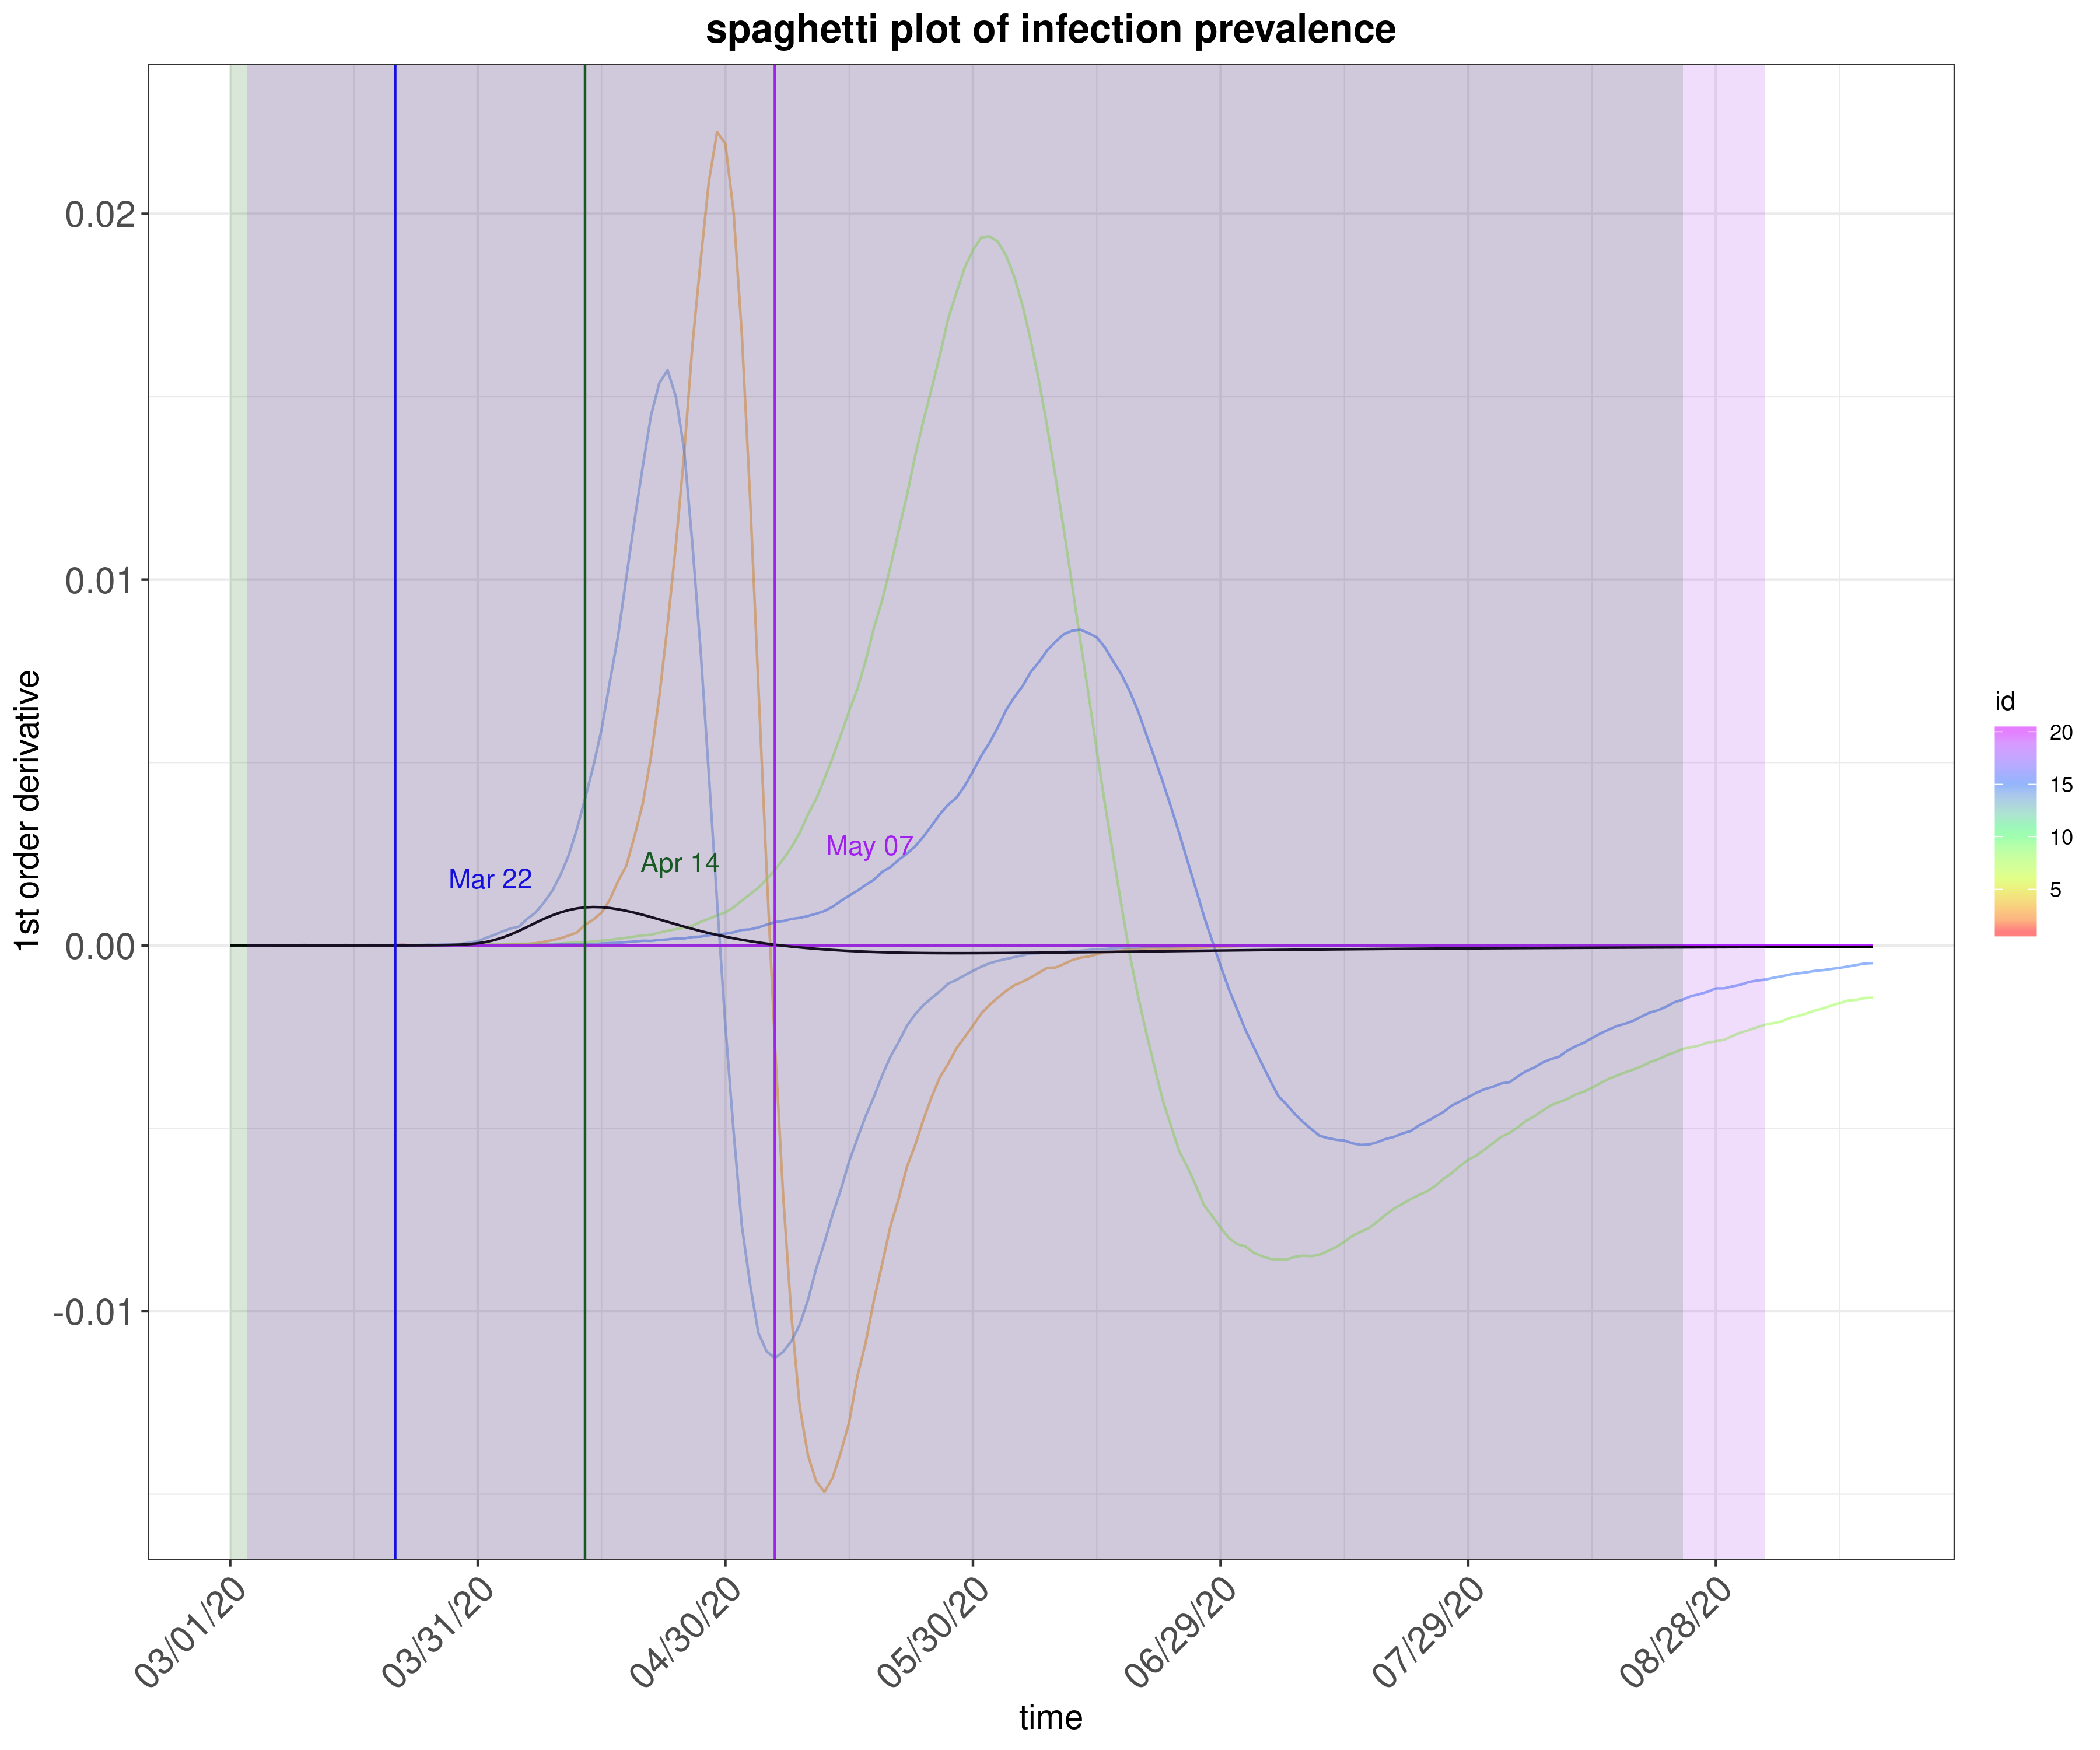 spaghetti plot of infection prevalence
1st order derivative
0.02
0.01
0.00
-0.01
Mar 22
Apr 14
May 07
03/01/20
03/31/20
04/30/20
05/30/20
06/29/20
07/29/20
08/28/20
time
id
20
15
10
5